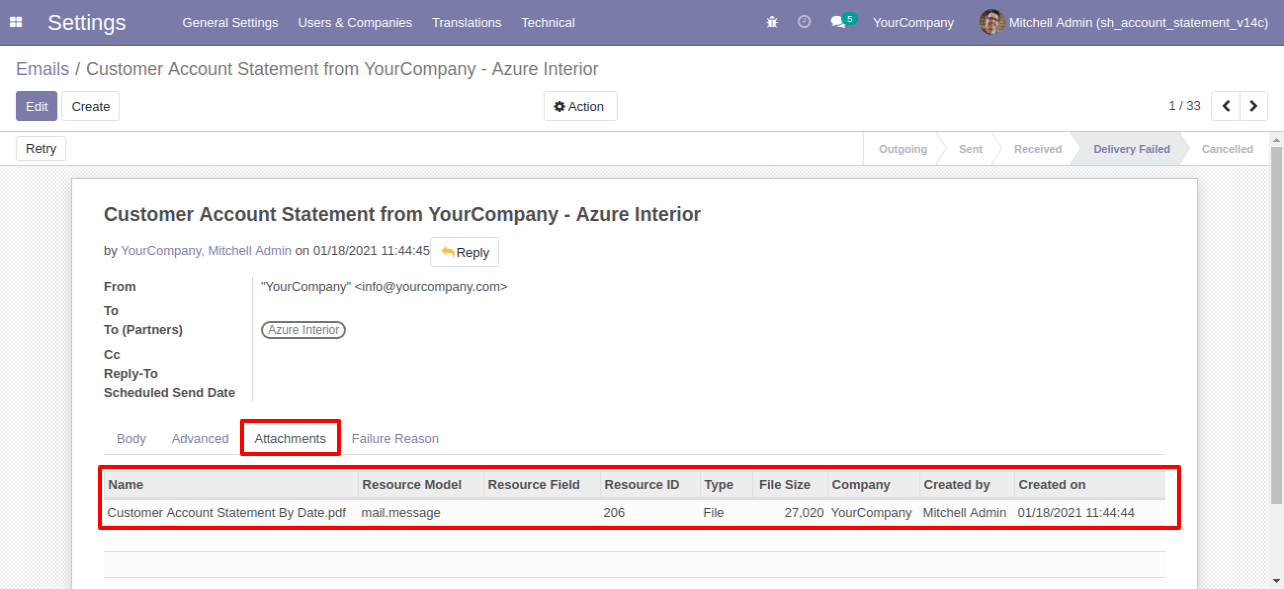 Settings General Settings Users & Companies Translations Technical 5 YourCompany Mitchell Admin (sh_account_statement_v14c)
Emails / Customer Account Statement from YourCompany - Azure Interior
Edit Create Action 1 / 33
Retry Outgoing Sent Received Delivery Failed Cancelled
Customer Account Statement from YourCompany - Azure Interior
by YourCompany, Mitchell Admin on 01/18/2021 11:44:45 Reply
From "YourCompany" <info@yourcompany.com>
To
To (Partners) Azure Interior
Cc
Reply-To
Scheduled Send Date
Body Advanced Attachments Failure Reason
Name Resource Model Resource Field Resource ID Type File Size Company Created by Created on
Customer Account Statement By Date.pdf mail.message 206 File 27,020 YourCompany Mitchell Admin 01/18/2021 11:44:44